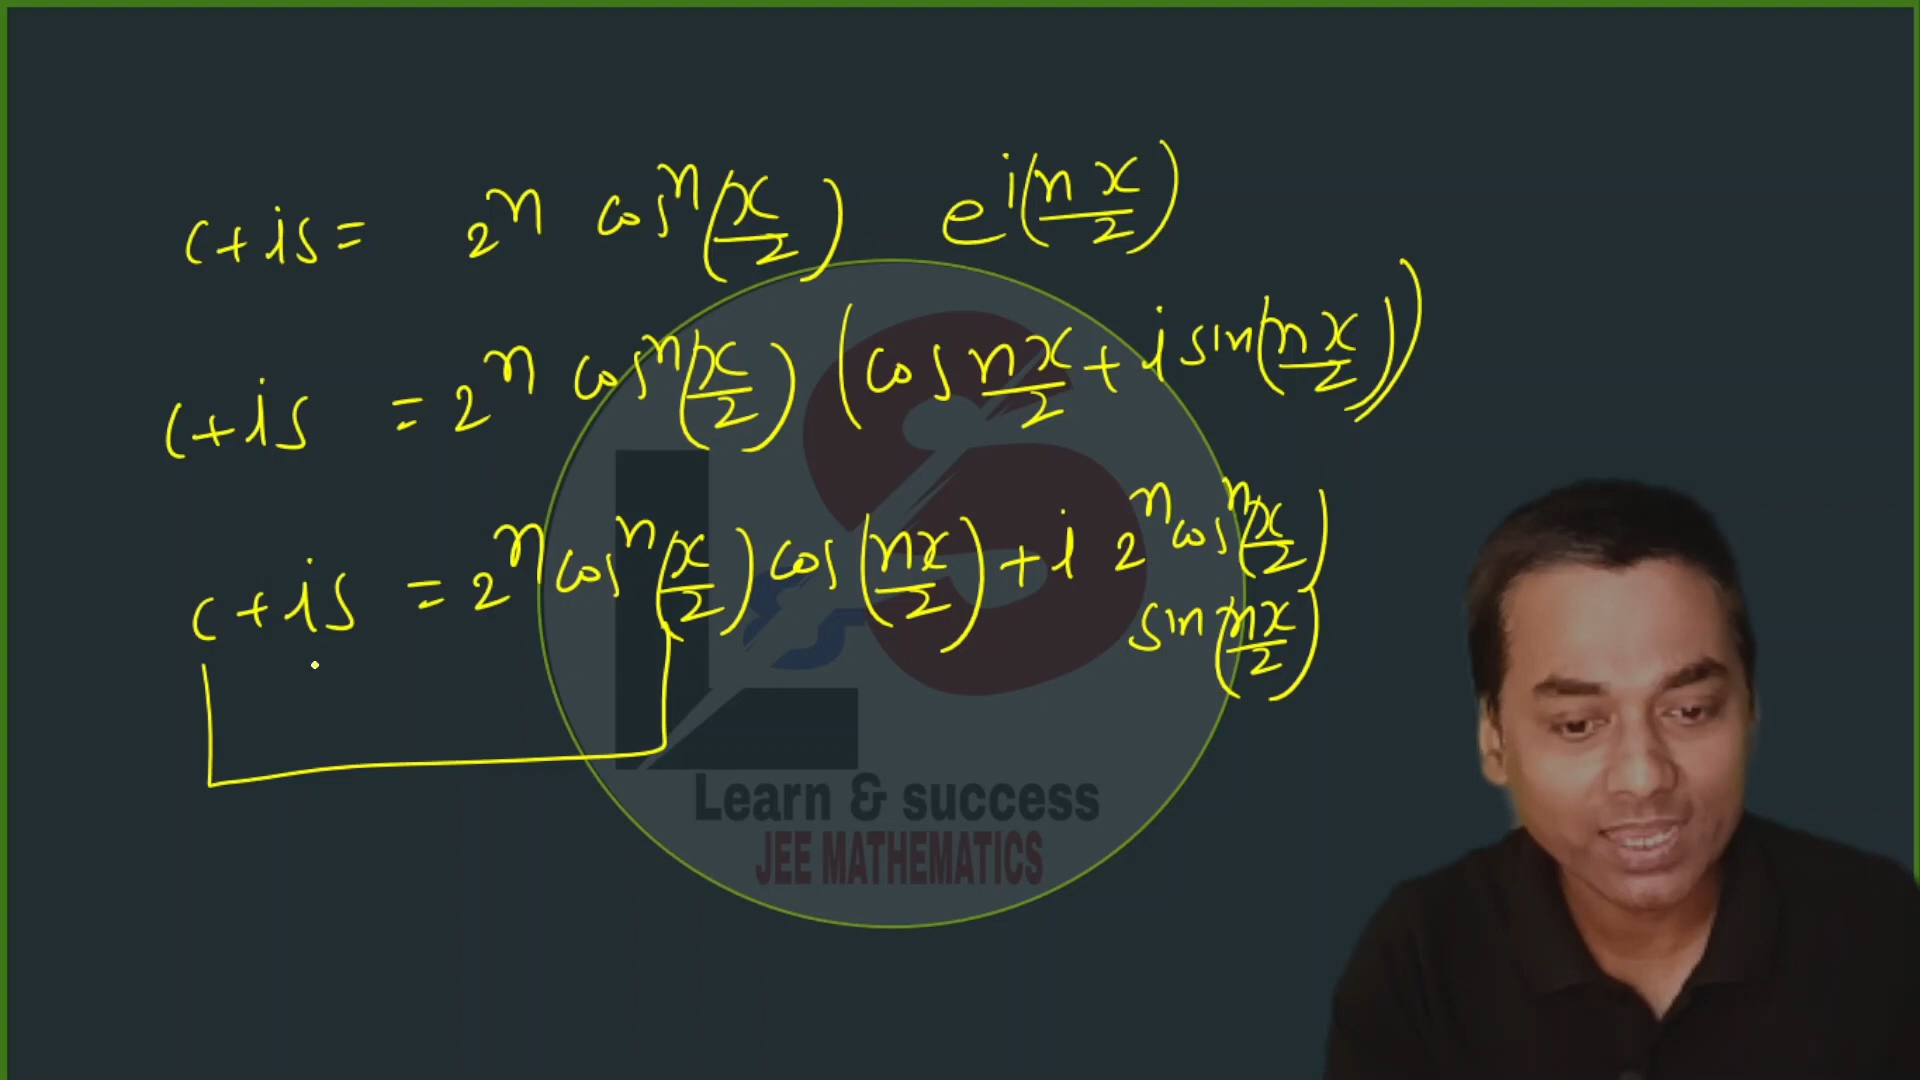 c+is = 2^n cos^n(x/2) e^i(nx/2)
c+is = 2^n cos^n(x/2) (cos nx/2 + i sin(nx/2))
c+is = 2^n cos^n(x/2) cos(nx/2) + i 2^n cos^n(x/2)
sin(nx/2)
LS
Learn & success
JEE MATHEMATICS